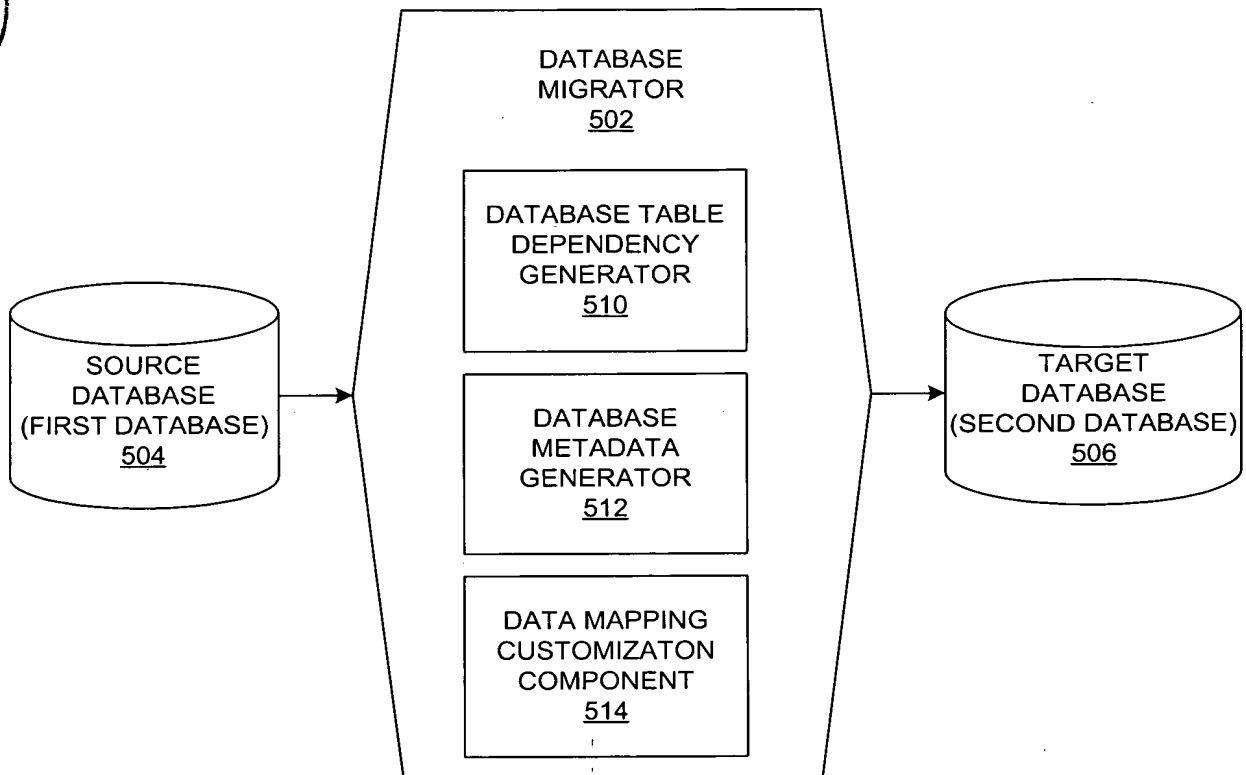 DATABASE
MIGRATOR
502
DATABASE TABLE
DEPENDENCY
GENERATOR
510
SOURCE
DATABASE
(FIRST DATABASE)
504
DATABASE
METADATA
GENERATOR
512
TARGET
DATABASE
(SECOND DATABASE)
506
DATA MAPPING
CUSTOMIZATON
COMPONENT
514